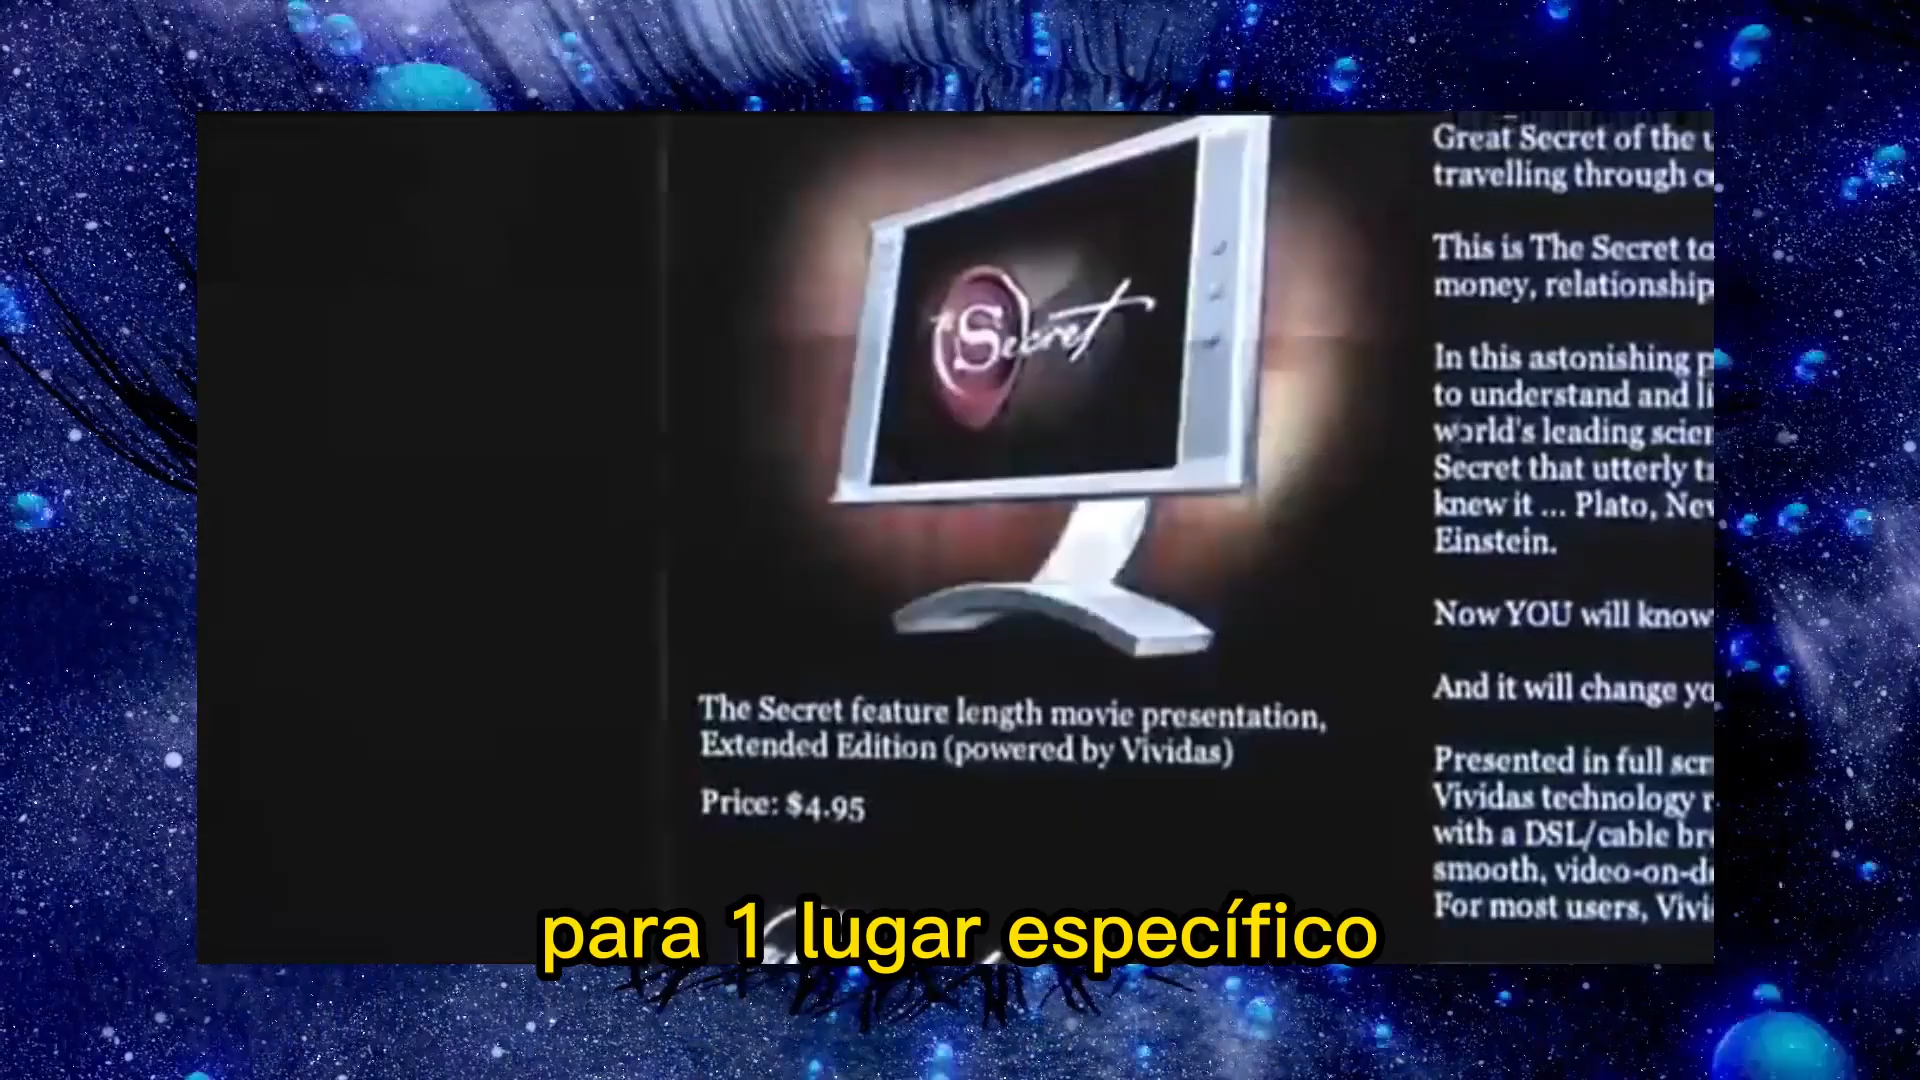 Secret
The Secret feature length movie presentation,
Extended Edition (powered by Vividas)
Price: $4.95
Great Secret of the
travelling through
This is The Secret to
money, relationship
In this astonishing
to understand and
world's leading
Secret that utterly
knew it ... Plato,
Einstein.
Now YOU will know
And it will change
Presented in full
Vividas technology
with a DSL/cable
smooth,
For most users,
para 1 lugar específico